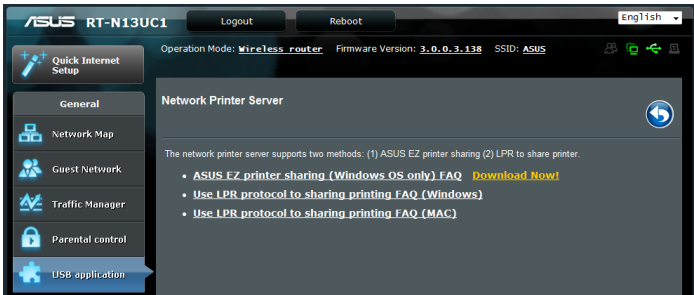 ASUS RT-N13UC1 Logout Reboot English
Operation Mode: Wireless router Firmware Version: 3.0.0.3.138 SSID: ASUS
Quick Internet
Setup
General
Network Map
Guest Network
Traffic Manager
Parental control
USB application
Network Printer Server
The network printer server supports two methods: (1) ASUS EZ printer sharing (2) LPR to share printer.
• ASUS EZ printer sharing (Windows OS only) FAQ Download Now!
• Use LPR protocol to sharing printing FAQ (Windows)
• Use LPR protocol to sharing printing FAQ (MAC)